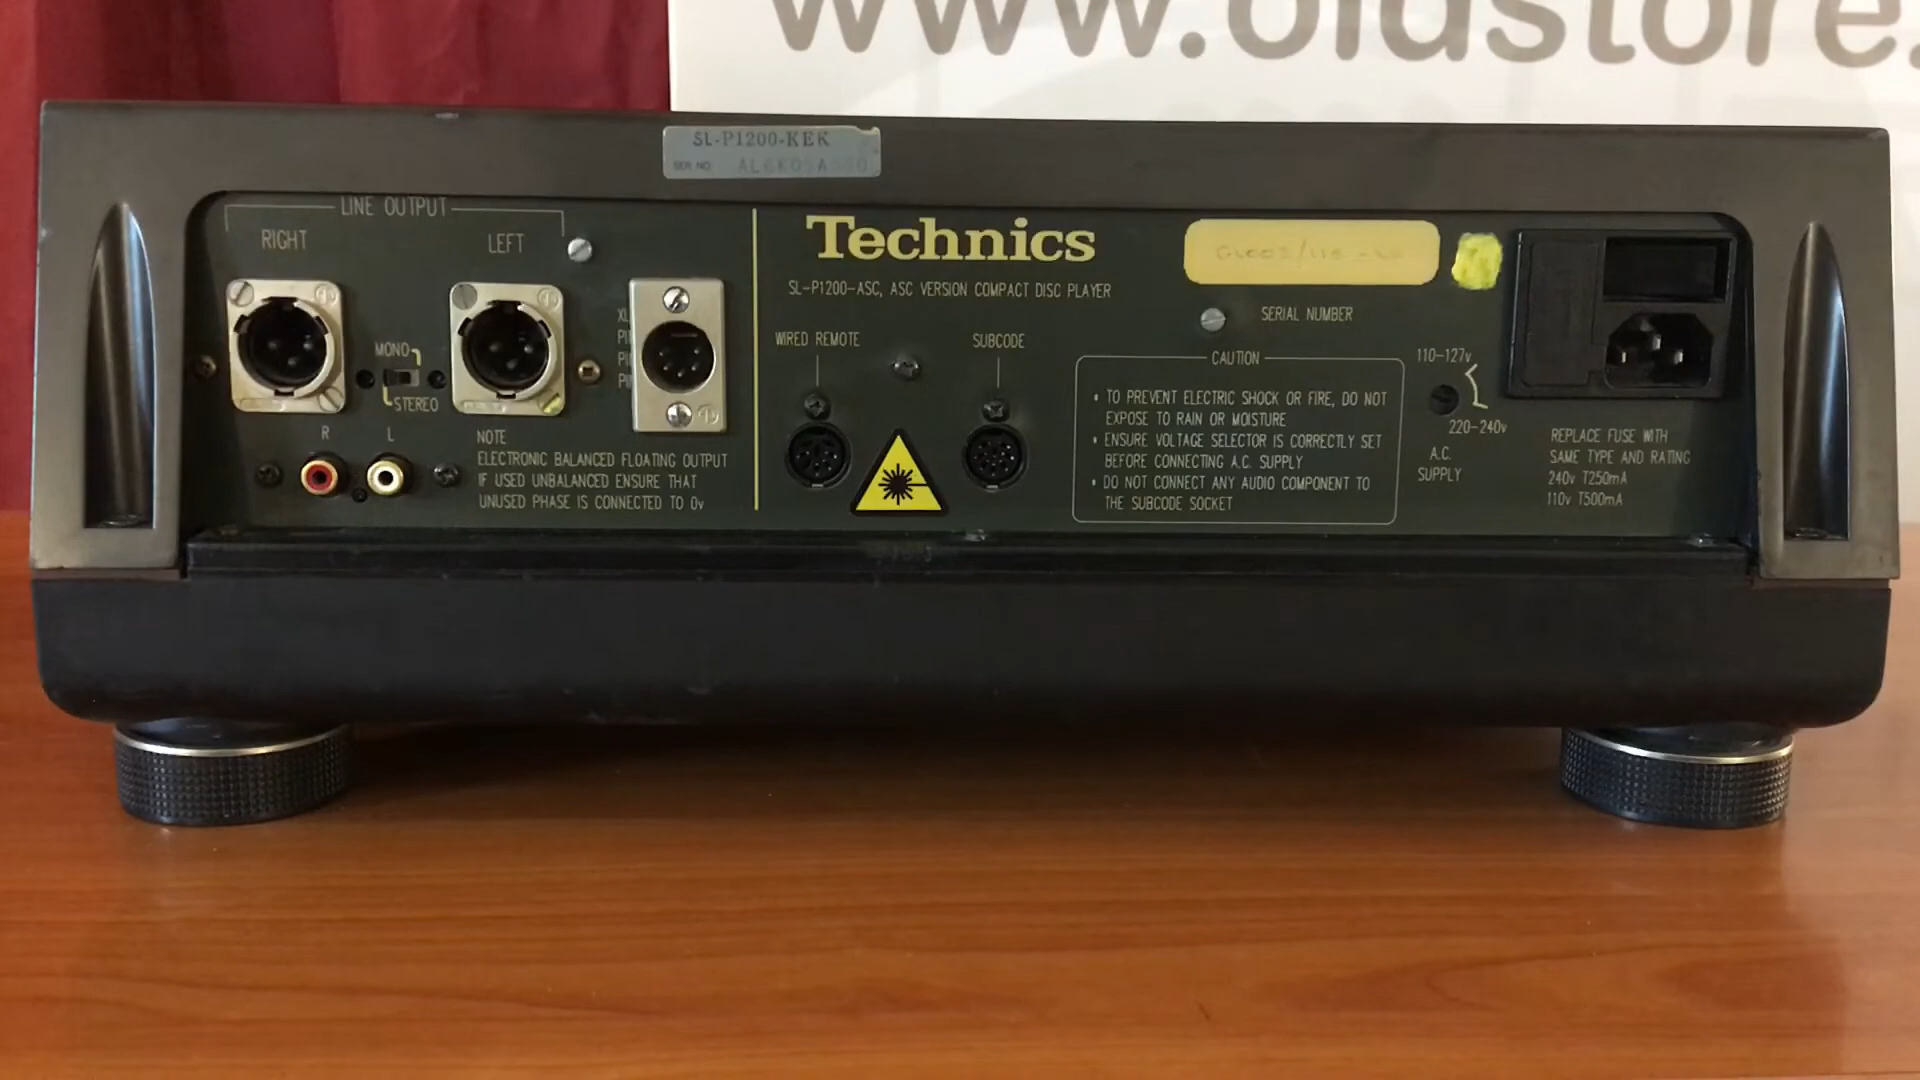 www.oldstore.
SL-P1200-KEK
SER NO
LINE OUTPUT
RIGHT
LEFT
MONO
STEREO
R
L
NOTE
ELECTRONIC BALANCED FLOATING OUTPUT
IF USED UNBALANCED ENSURE THAT
UNUSED PHASE IS CONNECTED TO 0v
XL
PI
PI
PI
Technics
SL-P1200-ASC, ASC VERSION COMPACT DISC PLAYER
WIRED REMOTE
SUBCODE
SERIAL NUMBER
CAUTION
• TO PREVENT ELECTRIC SHOCK OR FIRE, DO NOT
EXPOSE TO RAIN OR MOISTURE
• ENSURE VOLTAGE SELECTOR IS CORRECTLY SET
BEFORE CONNECTING A.C. SUPPLY
• DO NOT CONNECT ANY AUDIO COMPONENT TO
THE SUBCODE SOCKET
110-127v
220-240v
A.C.
SUPPLY
REPLACE FUSE WITH
SAME TYPE AND RATING
240v T250mA
110v T500mA